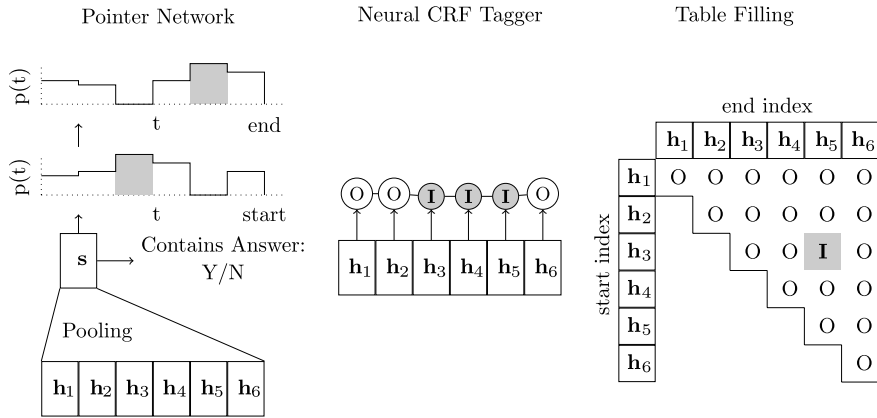 Pointer Network
p(t)
t
end
p(t)
t
start
s
Contains Answer:
Y/N
Pooling
h1 h2 h3 h4 h5 h6
Neural CRF Tagger
O O I I I O
h1 h2 h3 h4 h5 h6
Table Filling
end index
h1 h2 h3 h4 h5 h6
start index
h1 O O O O O O
h2 O O O O O
h3 O O I O
h4 O O O
h5 O O
h6 O